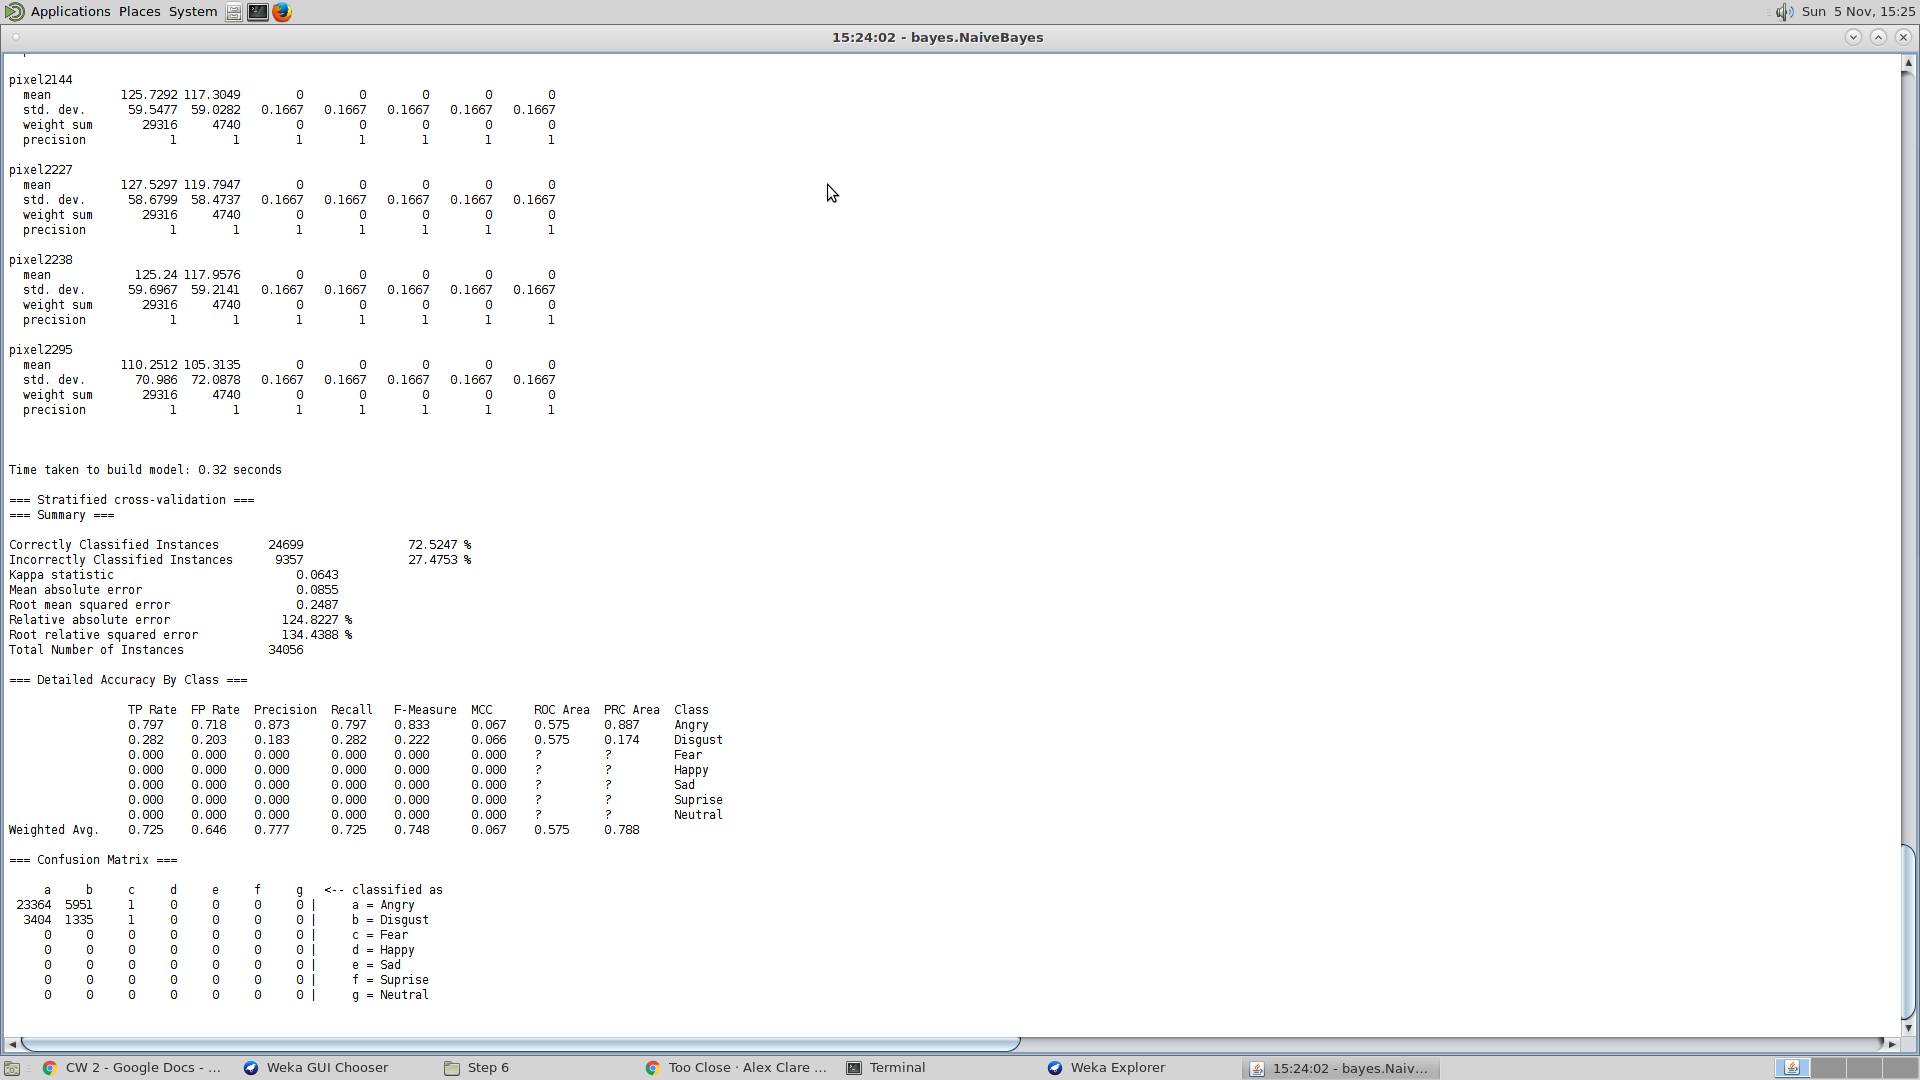 Applications Places System Sun 5 Nov, 15:25
15:24:02 - bayes.NaiveBayes
pixel2144
mean 125.7292 117.3049 0 0 0 0 0
std. dev. 59.5477 59.0282 0.1667 0.1667 0.1667 0.1667 0.1667
weight sum 29316 4740 0 0 0 0 0
precision 1 1 1 1 1 1 1
pixel2227
mean 127.5297 119.7947 0 0 0 0 0
std. dev. 58.6799 58.4737 0.1667 0.1667 0.1667 0.1667 0.1667
weight sum 29316 4740 0 0 0 0 0
precision 1 1 1 1 1 1 1
pixel2238
mean 125.24 117.9576 0 0 0 0 0
std. dev. 59.6967 59.2141 0.1667 0.1667 0.1667 0.1667 0.1667
weight sum 29316 4740 0 0 0 0 0
precision 1 1 1 1 1 1 1
pixel2295
mean 110.2512 105.3135 0 0 0 0 0
std. dev. 70.986 72.0878 0.1667 0.1667 0.1667 0.1667 0.1667
weight sum 29316 4740 0 0 0 0 0
precision 1 1 1 1 1 1 1
Time taken to build model: 0.32 seconds
=== Stratified cross-validation ===
=== Summary ===
Correctly Classified Instances 24699 72.5247 %
Incorrectly Classified Instances 9357 27.4753 %
Kappa statistic 0.0643
Mean absolute error 0.0855
Root mean squared error 0.2487
Relative absolute error 124.8227 %
Root relative squared error 134.4388 %
Total Number of Instances 34056
=== Detailed Accuracy By Class ===
TP Rate FP Rate Precision Recall F-Measure MCC ROC Area PRC Area Class
0.797 0.718 0.873 0.797 0.833 0.067 0.575 0.887 Angry
0.282 0.203 0.183 0.282 0.222 0.066 0.575 0.174 Disgust
0.000 0.000 0.000 0.000 0.000 0.000 ? ? Fear
0.000 0.000 0.000 0.000 0.000 0.000 ? ? Happy
0.000 0.000 0.000 0.000 0.000 0.000 ? ? Sad
0.000 0.000 0.000 0.000 0.000 0.000 ? ? Suprise
0.000 0.000 0.000 0.000 0.000 0.000 ? ? Neutral
Weighted Avg. 0.725 0.646 0.777 0.725 0.748 0.067 0.575 0.788
=== Confusion Matrix ===
a b c d e f g <-- classified as
23364 5951 1 0 0 0 0 | a = Angry
3404 1335 1 0 0 0 0 | b = Disgust
0 0 0 0 0 0 0 | c = Fear
0 0 0 0 0 0 0 | d = Happy
0 0 0 0 0 0 0 | e = Sad
0 0 0 0 0 0 0 | f = Suprise
0 0 0 0 0 0 0 | g = Neutral
CW 2 - Google Docs - ... Weka GUI Chooser Step 6 Too Close · Alex Clare ... Terminal Weka Explorer 15:24:02 - bayes.Naiv...